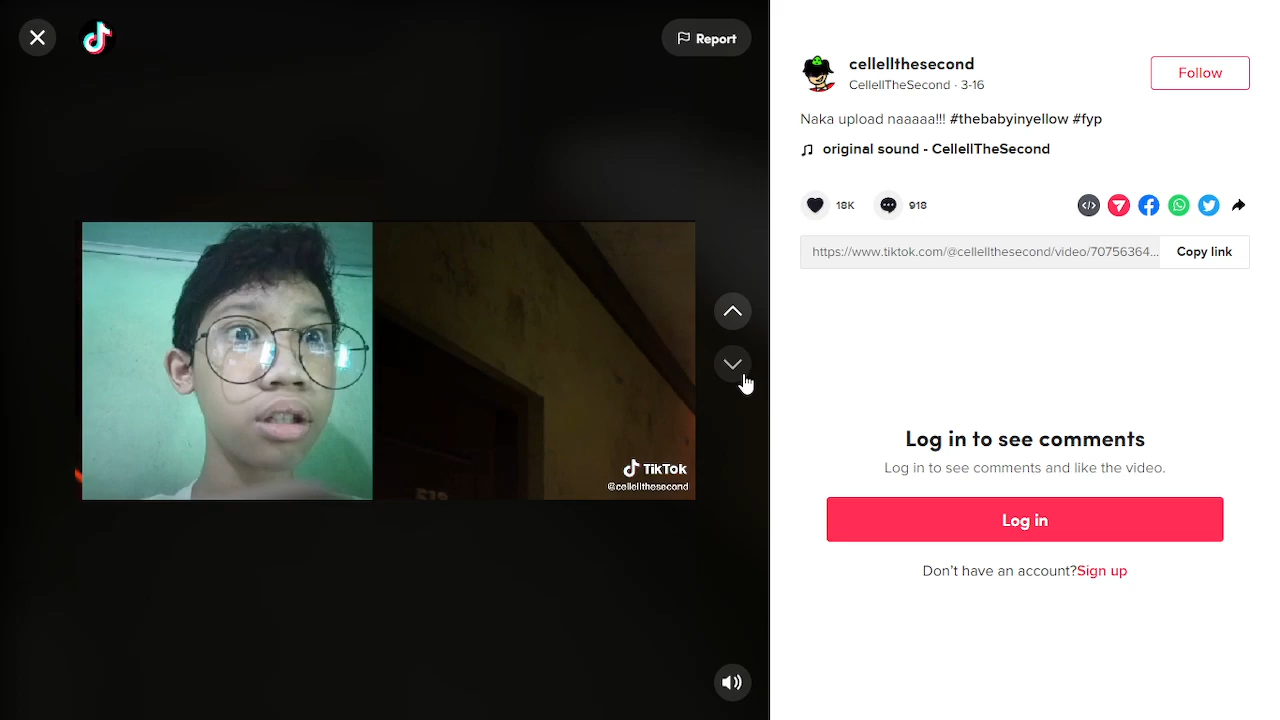 Report
cellellthesecond
CellellTheSecond · 3-16
Follow
Naka upload naaaaa!!! #thebabyinyellow #fyp
original sound - CellellTheSecond
18K
918
https://www.tiktok.com/@cellellthesecond/video/70756364...
Copy link
TikTok
@cellellthesecond
Log in to see comments
Log in to see comments and like the video.
Log in
Don't have an account?Sign up